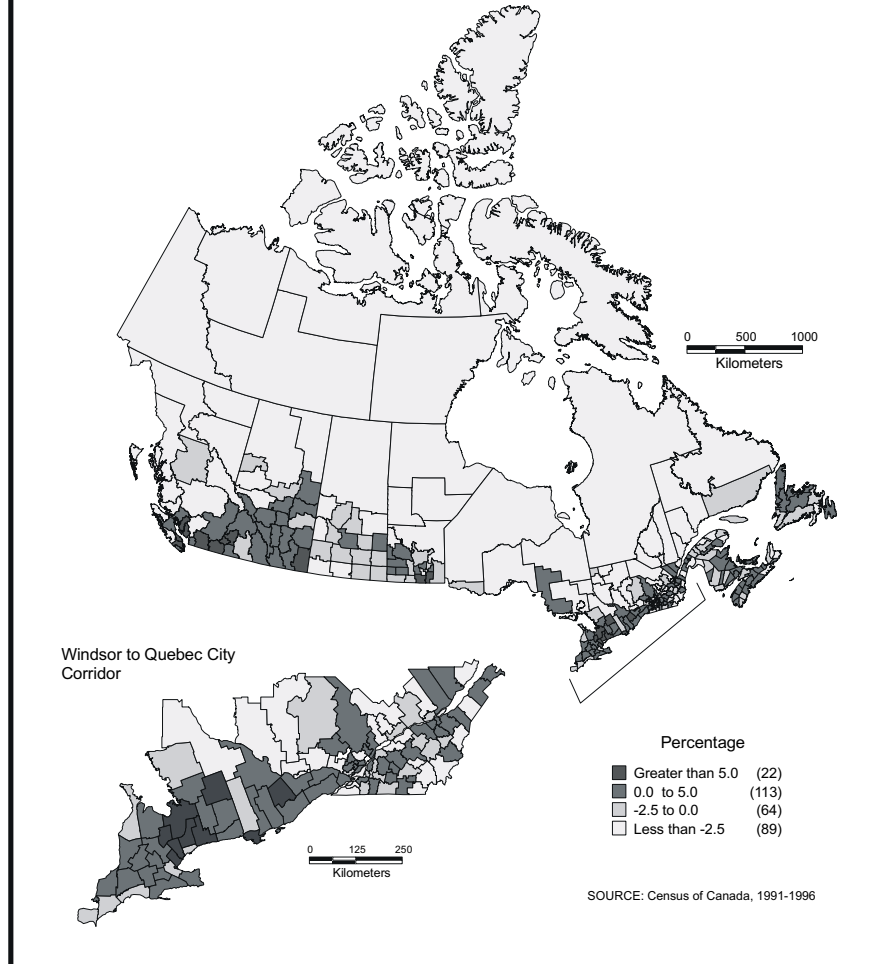 0 500 1000
Kilometers
Windsor to Quebec City
Corridor
Percentage
Greater than 5.0 (22)
0.0 to 5.0 (113)
-2.5 to 0.0 (64)
Less than -2.5 (89)
0 125 250
Kilometers
SOURCE: Census of Canada, 1991-1996